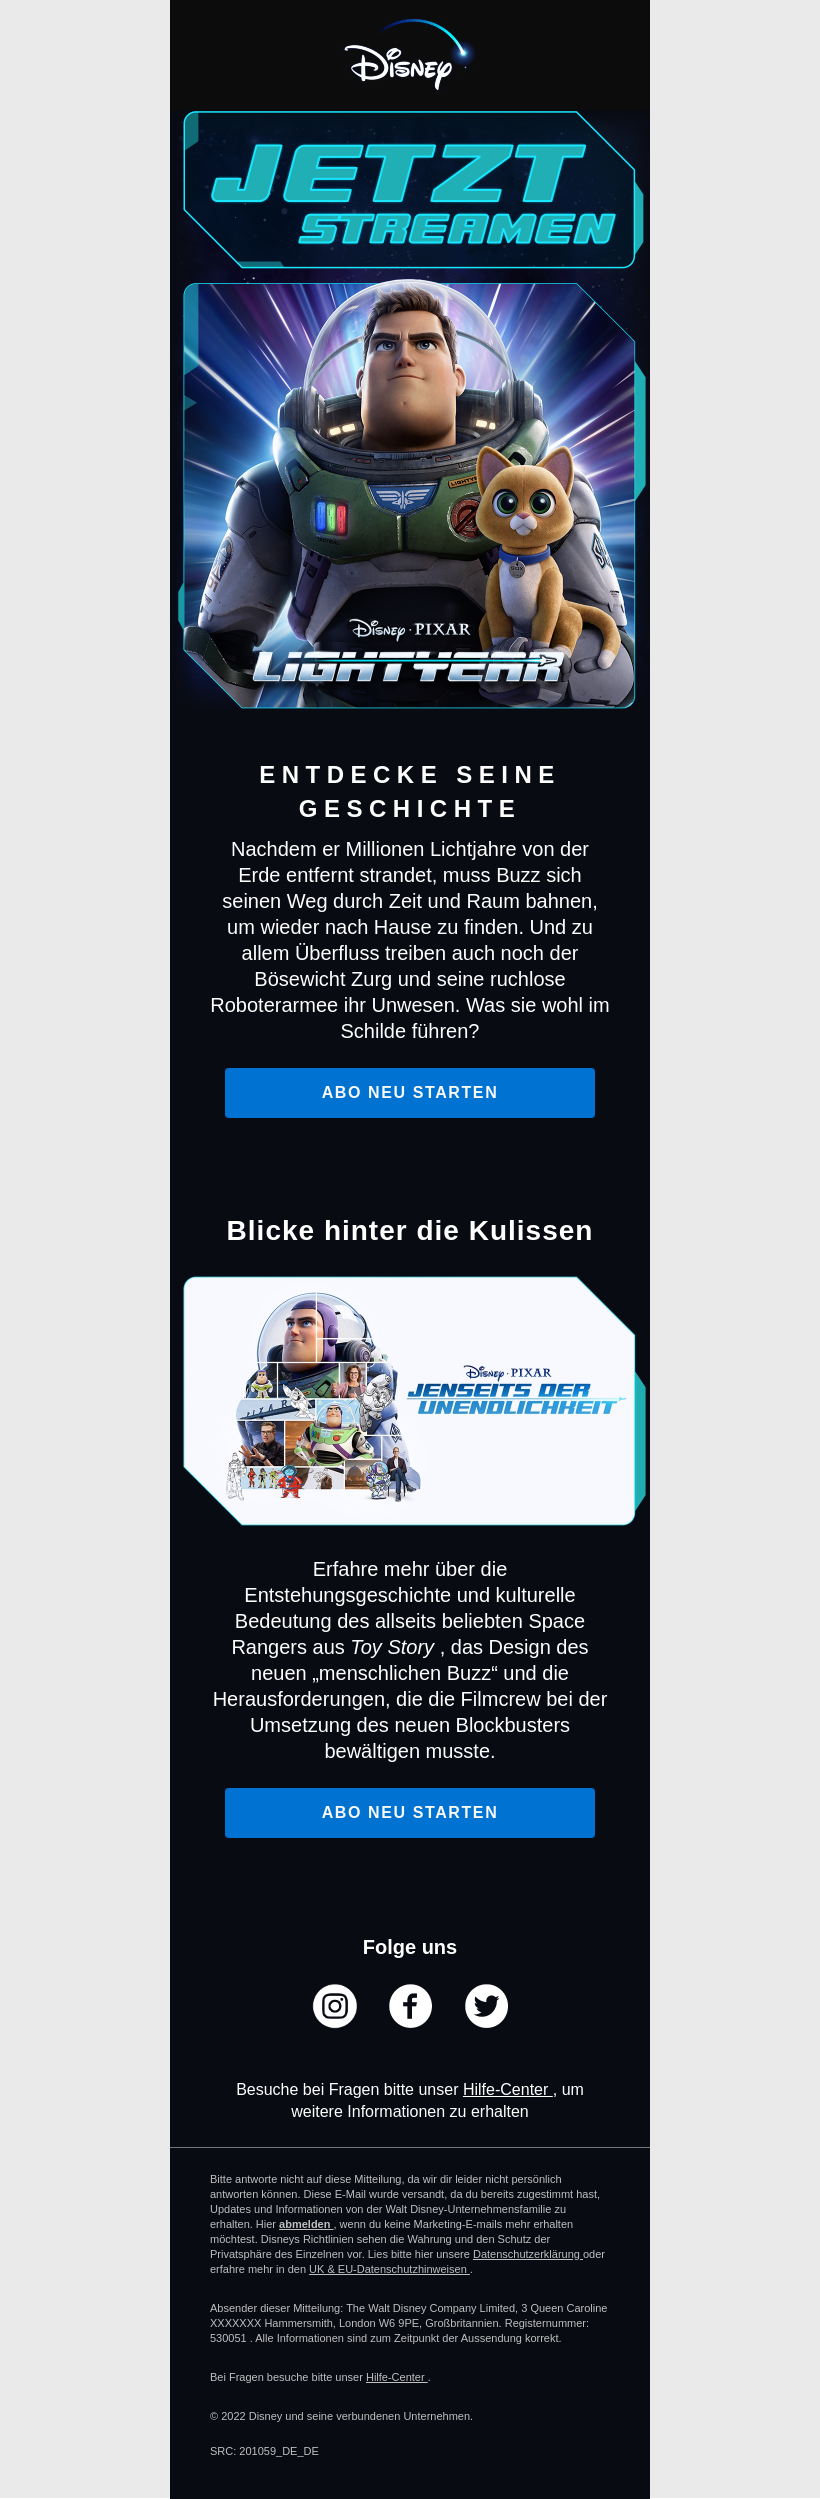 Disney
JETZT
STREAMEN
LIGHTYE
Disney · PIXAR
LIGHTYEAR
ENTDECKE SEINE
GESCHICHTE
Nachdem er Millionen Lichtjahre von der
Erde entfernt strandet, muss Buzz sich
seinen Weg durch Zeit und Raum bahnen,
um wieder nach Hause zu finden. Und zu
allem Überfluss treiben auch noch der
Bösewicht Zurg und seine ruchlose
Roboterarmee ihr Unwesen. Was sie wohl im
Schilde führen?
ABO NEU STARTEN
Blicke hinter die Kulissen
Disney · PIXAR
JENSEITS DER
UNENDLICHKEIT
PIXAR
Erfahre mehr über die
Entstehungsgeschichte und kulturelle
Bedeutung des allseits beliebten Space
Rangers aus Toy Story , das Design des
neuen „menschlichen Buzz“ und die
Herausforderungen, die die Filmcrew bei der
Umsetzung des neuen Blockbusters
bewältigen musste.
ABO NEU STARTEN
Folge uns
Besuche bei Fragen bitte unser Hilfe-Center , um
weitere Informationen zu erhalten
Bitte antworte nicht auf diese Mitteilung, da wir dir leider nicht persönlich
antworten können. Diese E-Mail wurde versandt, da du bereits zugestimmt hast,
Updates und Informationen von der Walt Disney-Unternehmensfamilie zu
erhalten. Hier abmelden , wenn du keine Marketing-E-mails mehr erhalten
möchtest. Disneys Richtlinien sehen die Wahrung und den Schutz der
Privatsphäre des Einzelnen vor. Lies bitte hier unsere Datenschutzerklärung oder
erfahre mehr in den UK & EU-Datenschutzhinweisen .
Absender dieser Mitteilung: The Walt Disney Company Limited, 3 Queen Caroline
XXXXXXX Hammersmith, London W6 9PE, Großbritannien. Registernummer:
530051 . Alle Informationen sind zum Zeitpunkt der Aussendung korrekt.
Bei Fragen besuche bitte unser Hilfe-Center .
© 2022 Disney und seine verbundenen Unternehmen.
SRC: 201059_DE_DE